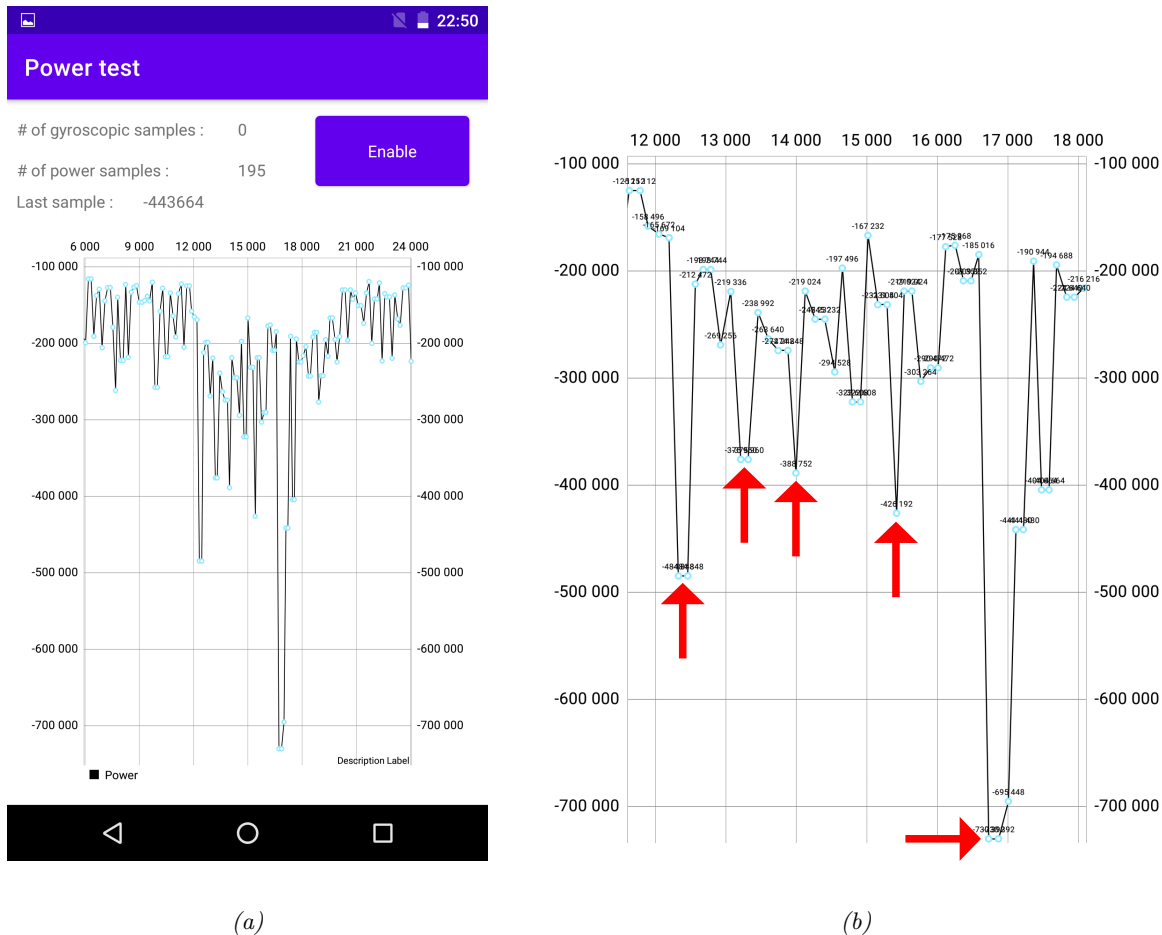 22:50
Power test
# of gyroscopic samples : 0
Enable
# of power samples : 195
Last sample : -443664
6 000 9 000 12 000 15 000 18 000 21 000 24 000
-100 000 -100 000
-200 000 -200 000
-300 000 -300 000
-400 000 -400 000
-500 000 -500 000
-600 000 -600 000
-700 000 -700 000
Description Label
Power
(a)
12 000 13 000 14 000 15 000 16 000 17 000 18 000
-100 000 -100 000
-158 496
-169 104
-167 232
-185 016
-190 944
-194 688
-197 496
-200 000 -200 000
-216 216
-219 336
-219 024
-238 992
-269 256
-294 528
-300 000 -300 000
-303 264
-388 752
-400 000 -400 000
-426 192
-500 000 -500 000
-600 000 -600 000
-695 448
-700 000 -700 000
(b)